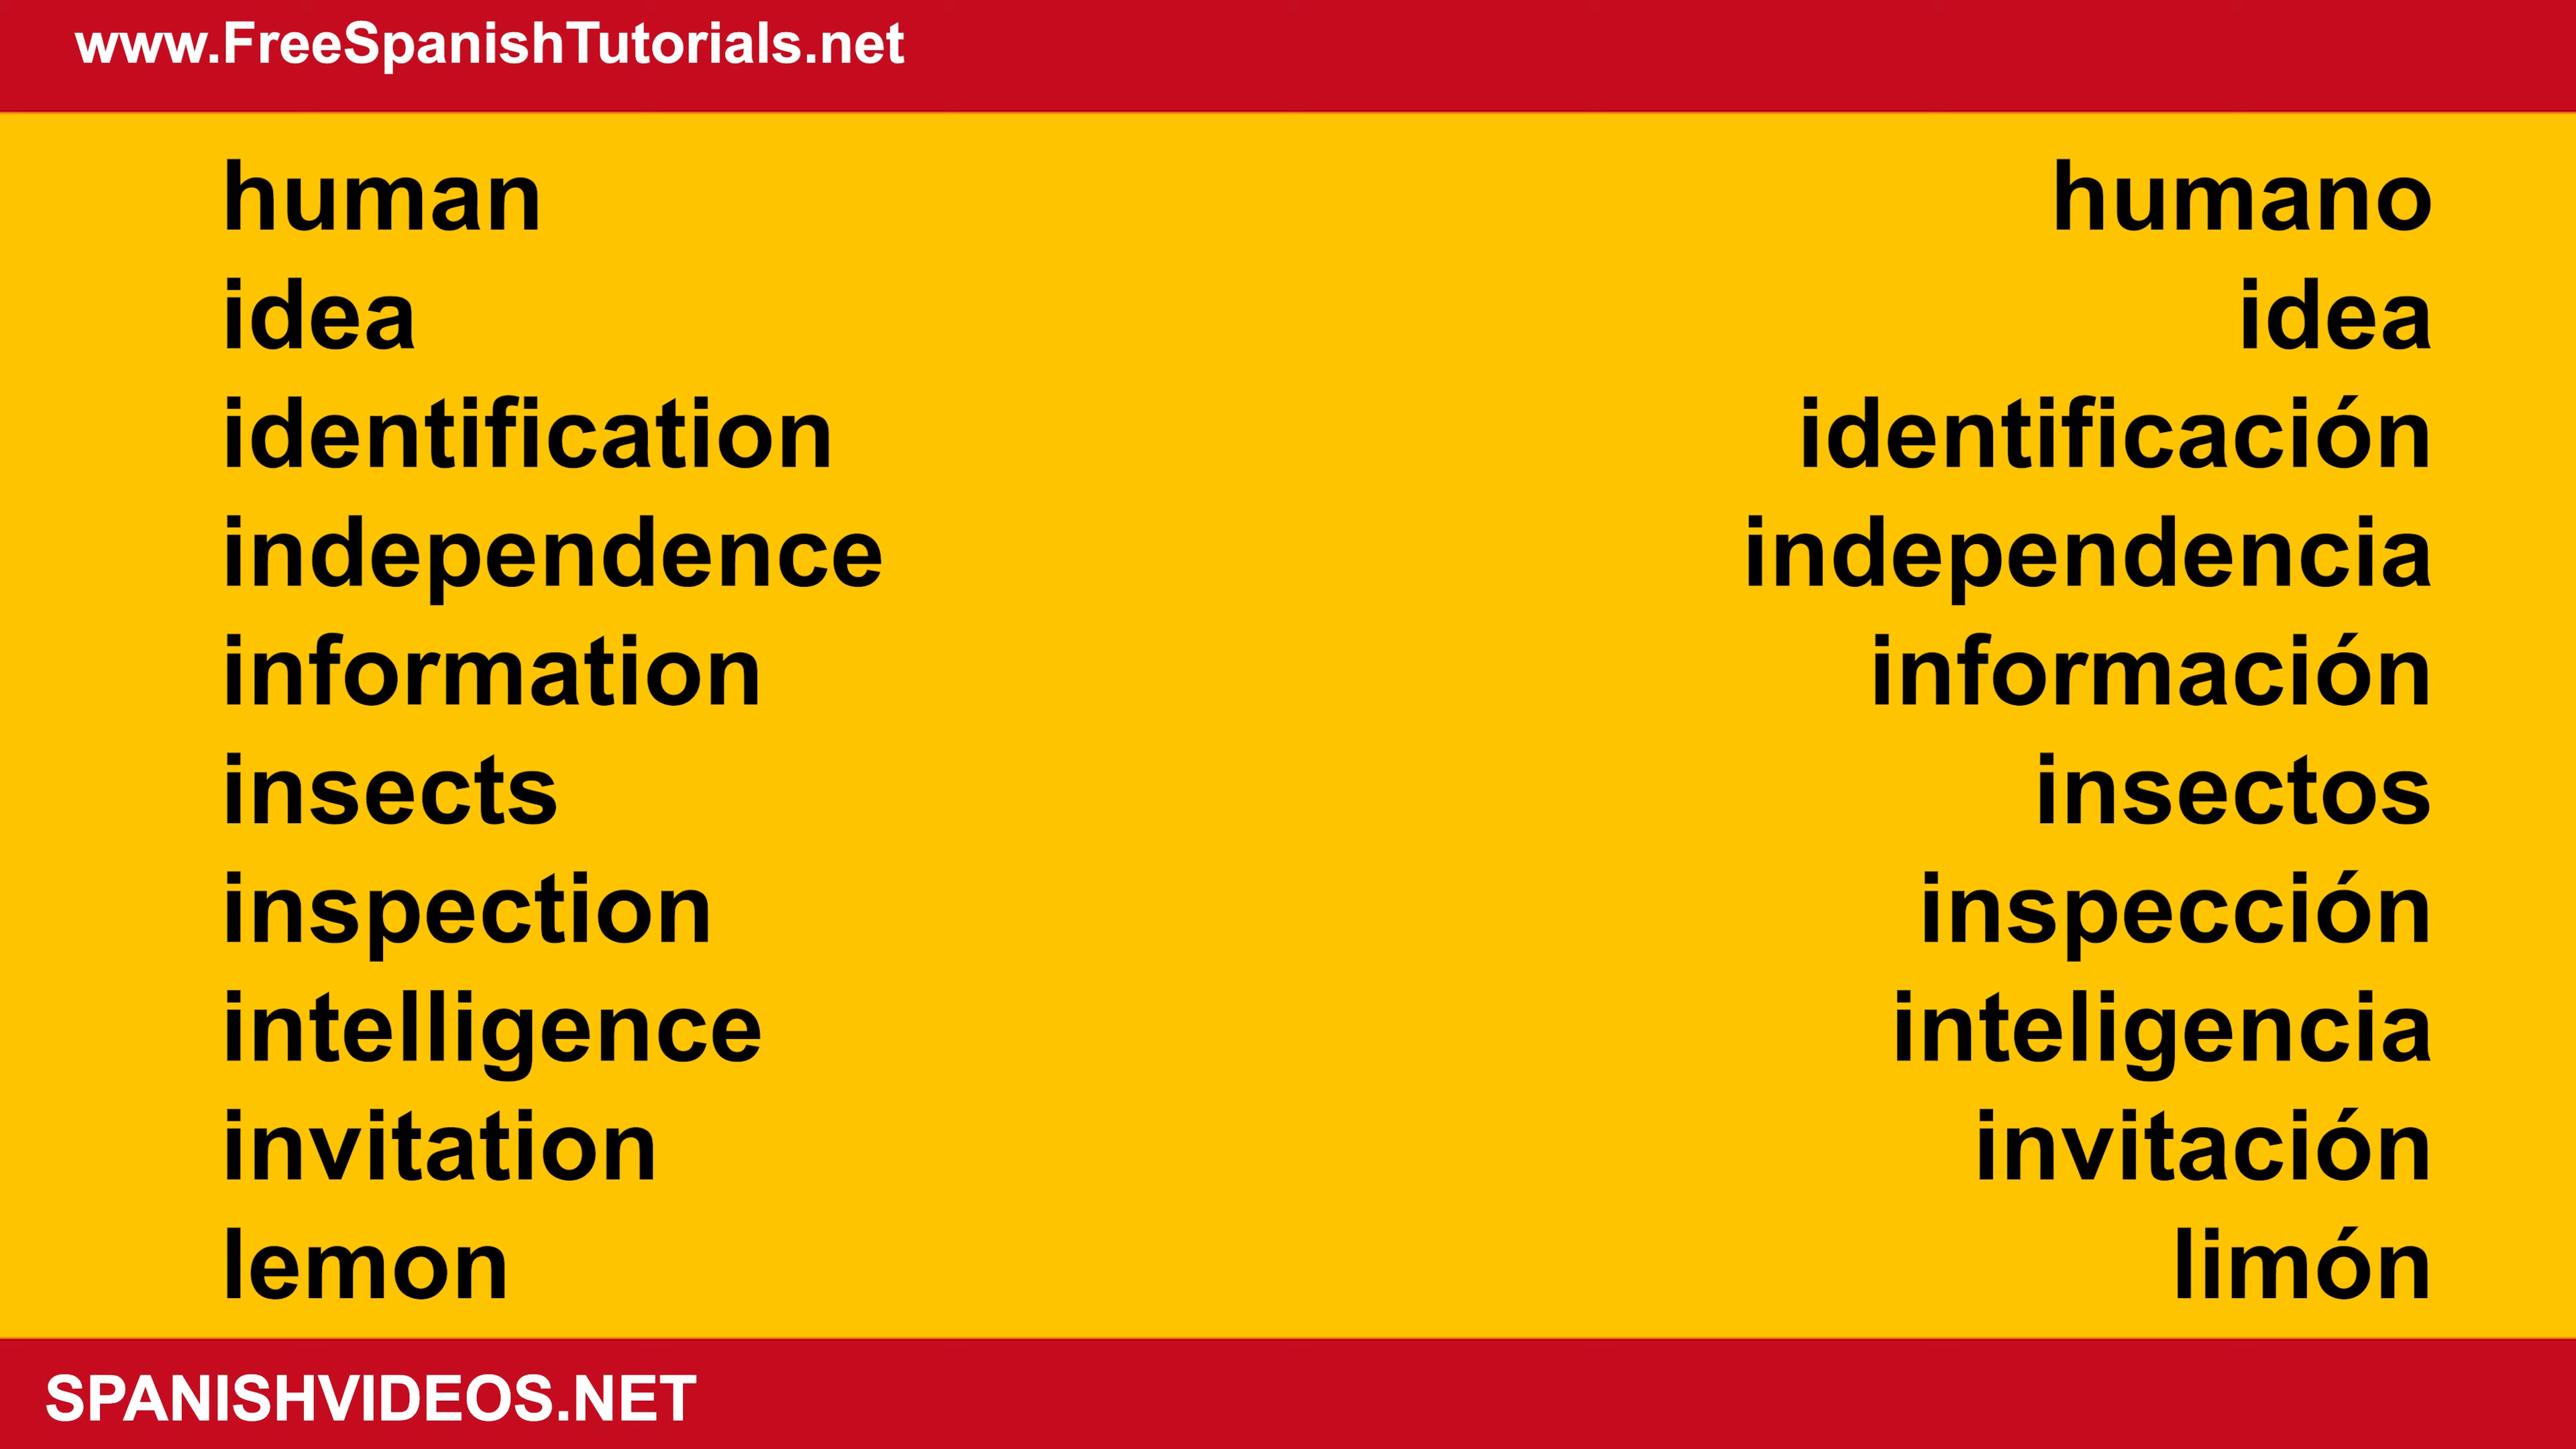 www.FreeSpanishTutorials.net
human humano
idea idea
identification identificación
independence independencia
information información
insects insectos
inspection inspección
intelligence inteligencia
invitation invitación
lemon limón
SPANISHVIDEOS.NET